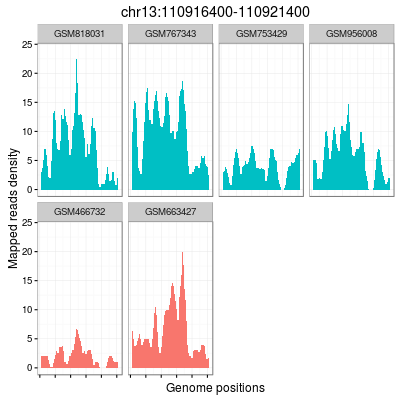 chr13:110916400-110921400
GSM818031 GSM767343 GSM753429 GSM956008
25
20
15
10
5
0
Mapped reads density
GSM466732 GSM663427
25
20
15
10
5
0
Genome positions